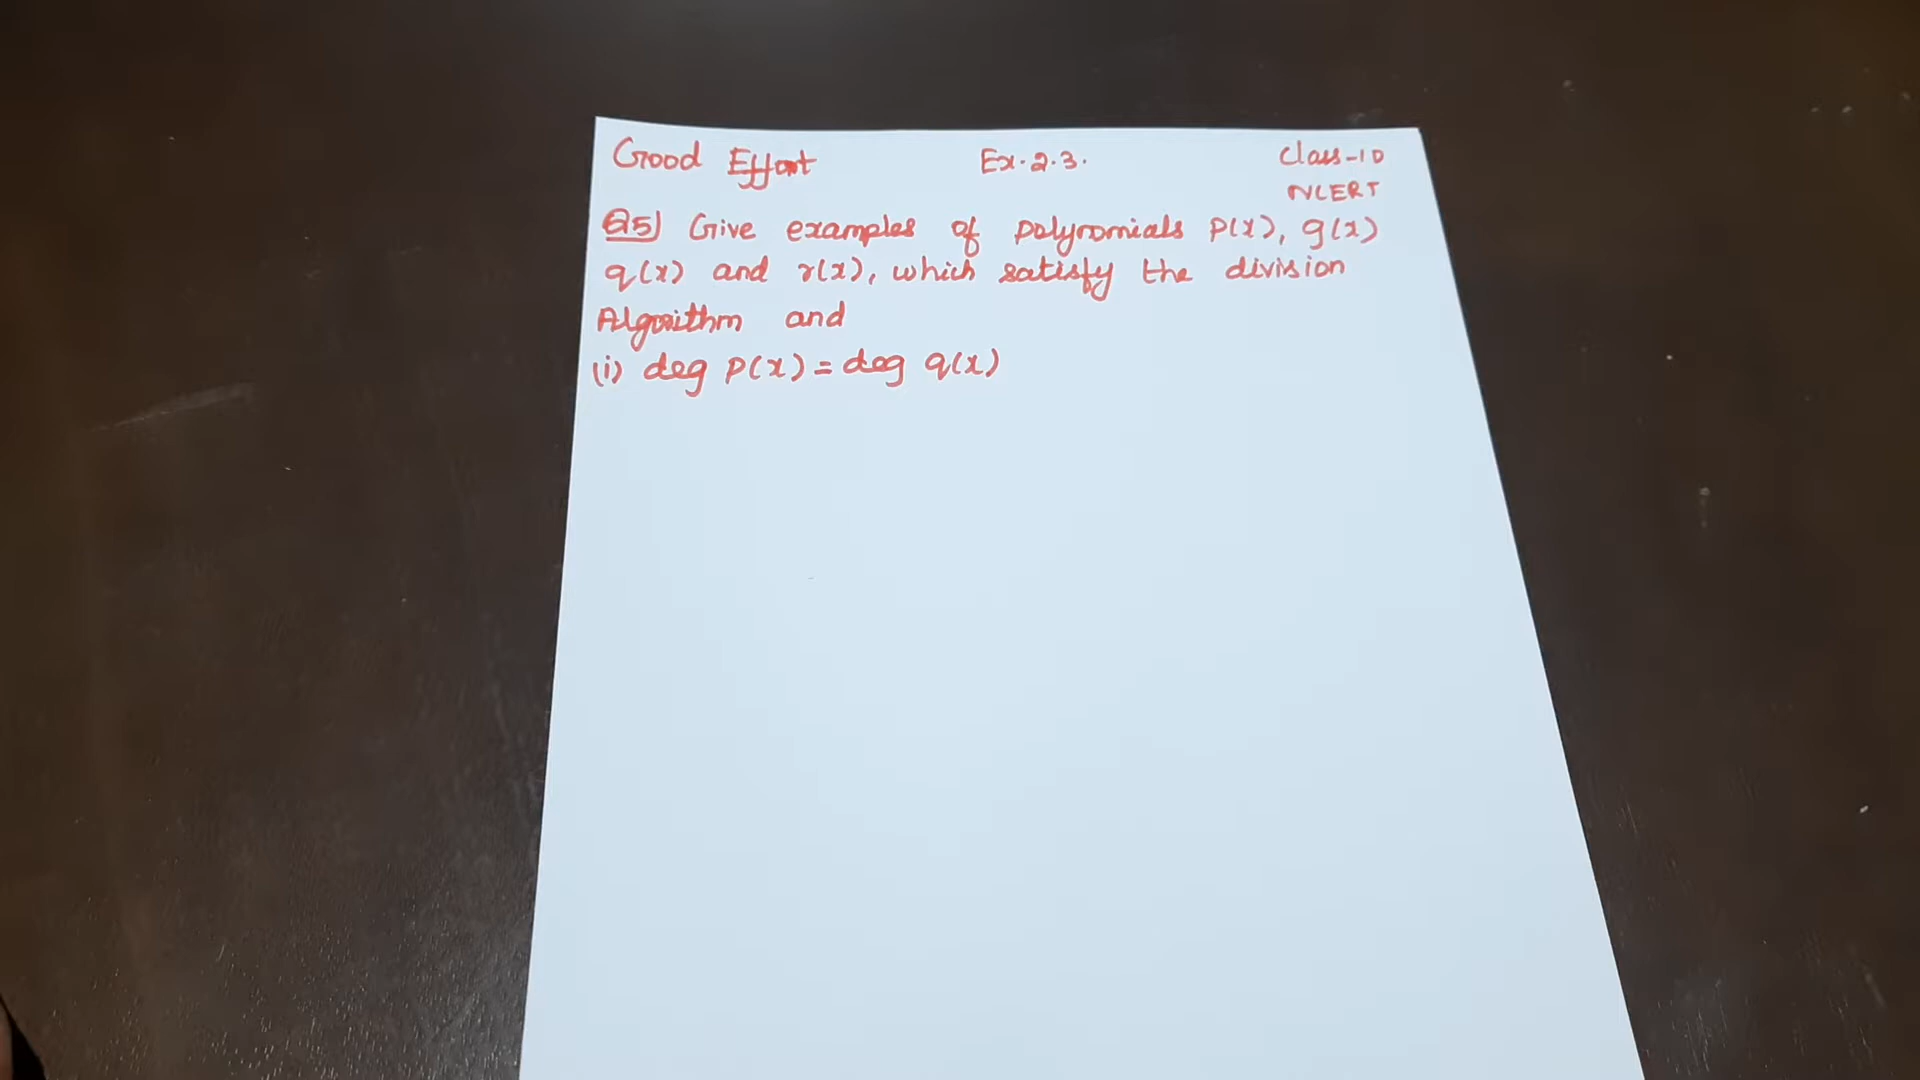 Good Effort Ex.2.3. Class-10
NCERT
Q5) Give examples of polynomials p(x), g(x)
q(x) and r(x), which satisfy the division
Algorithm and
(i) deg p(x) = deg q(x)